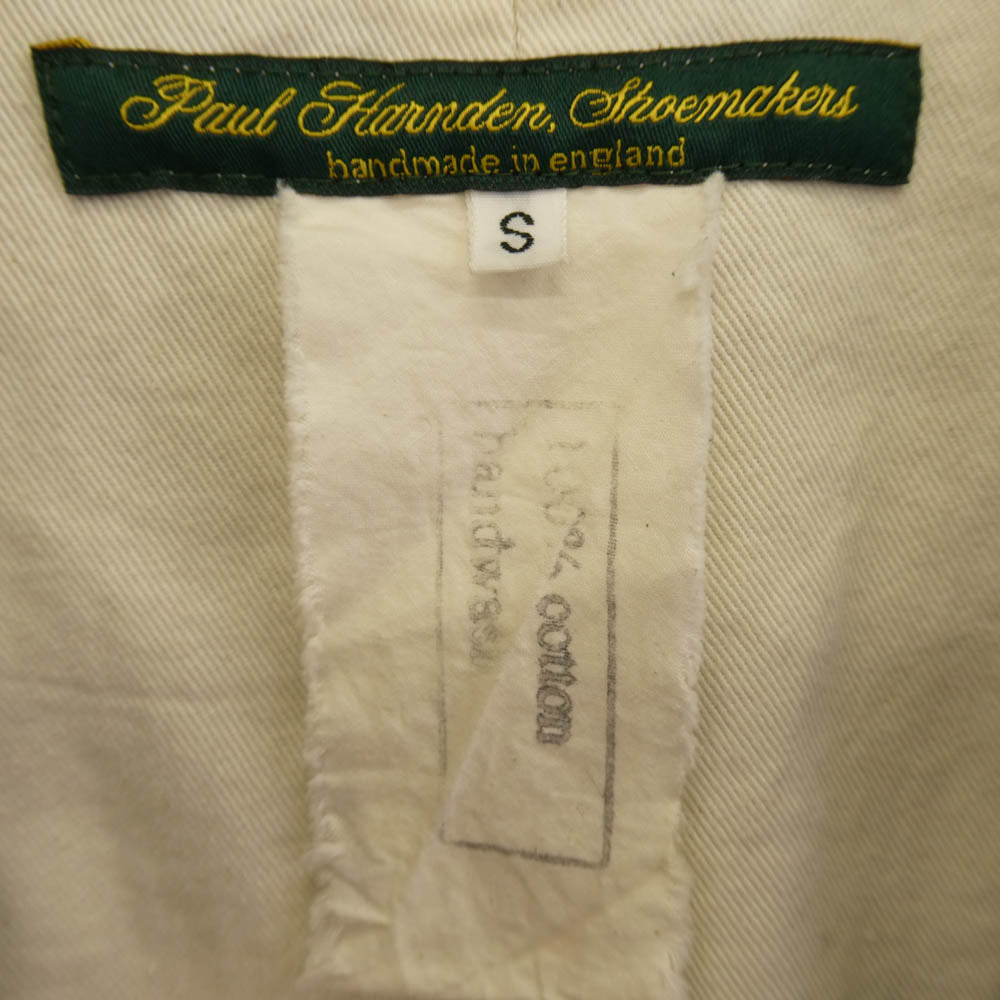 Paul Harnden, Shoemakers
handmade in england
S
100% cotton
handwash